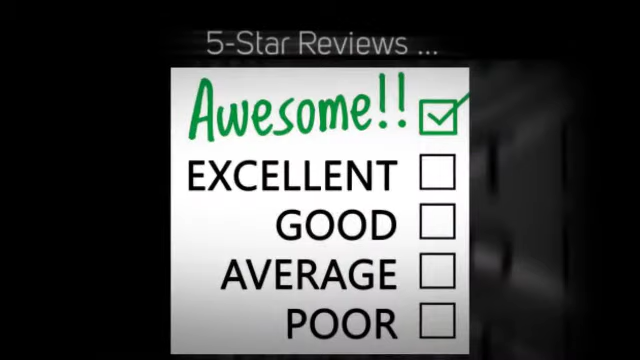 5-Star Reviews ...
Awesome!!
EXCELLENT
GOOD
AVERAGE
POOR